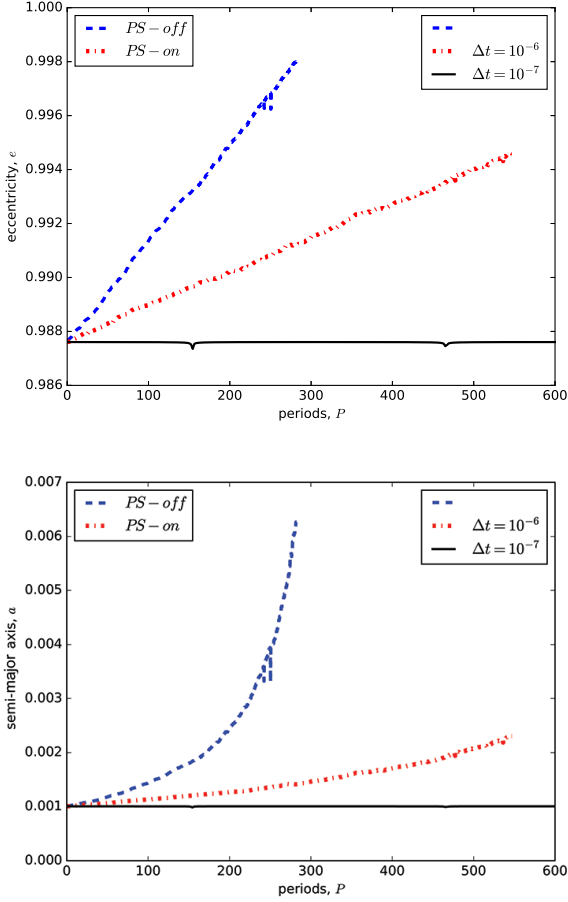 1.000
0.998
0.996
0.994
0.992
0.990
0.988
0.986
eccentricity, e
PS − off
PS − on
Δt = 10⁻⁶
Δt = 10⁻⁷
0 100 200 300 400 500 600
periods, P
0.007
0.006
0.005
0.004
0.003
0.002
0.001
0.000
semi-major axis, a
PS − off
PS − on
Δt = 10⁻⁶
Δt = 10⁻⁷
0 100 200 300 400 500 600
periods, P